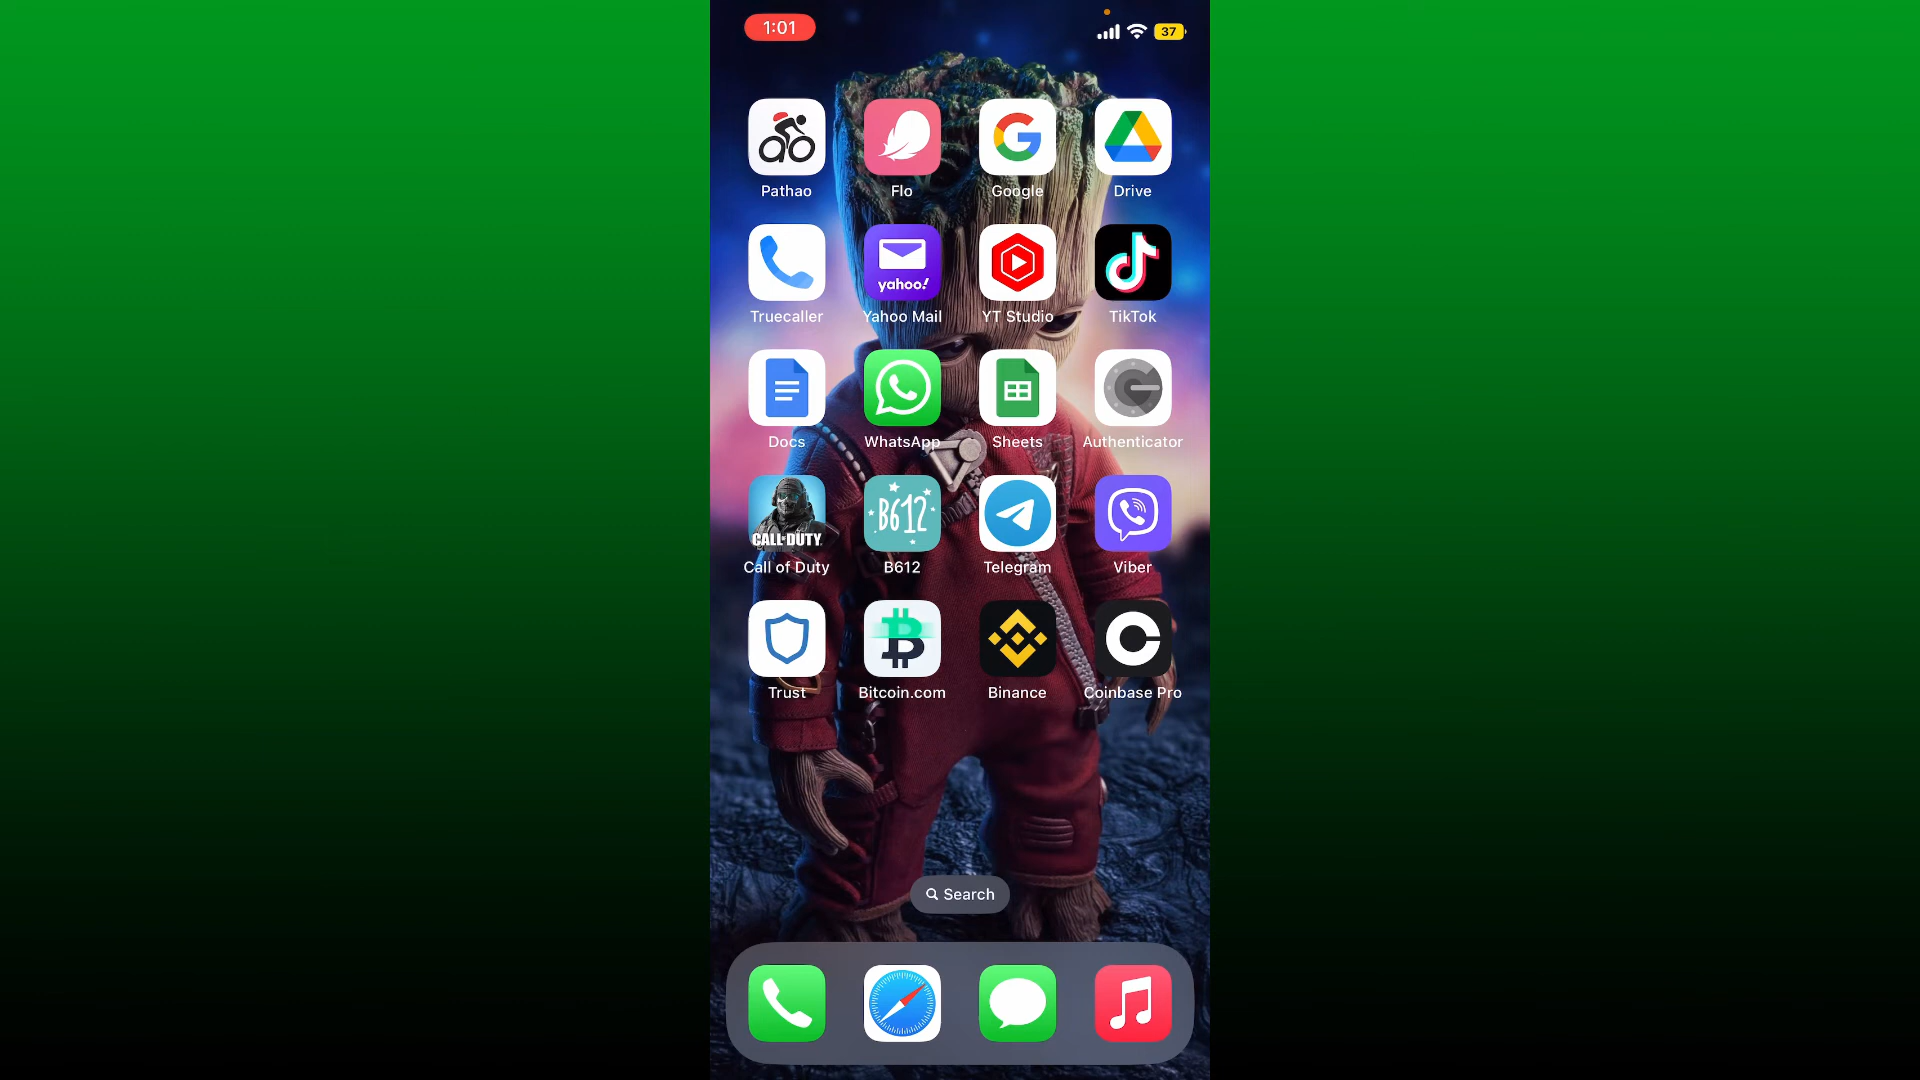 1:01
37
Pathao Flo Google Drive
yahoo!
Truecaller Yahoo Mail YT Studio TikTok
Docs WhatsApp Sheets Authenticator
CALL OF DUTY B612
Call of Duty B612 Telegram Viber
Trust Bitcoin.com Binance Coinbase Pro
Search